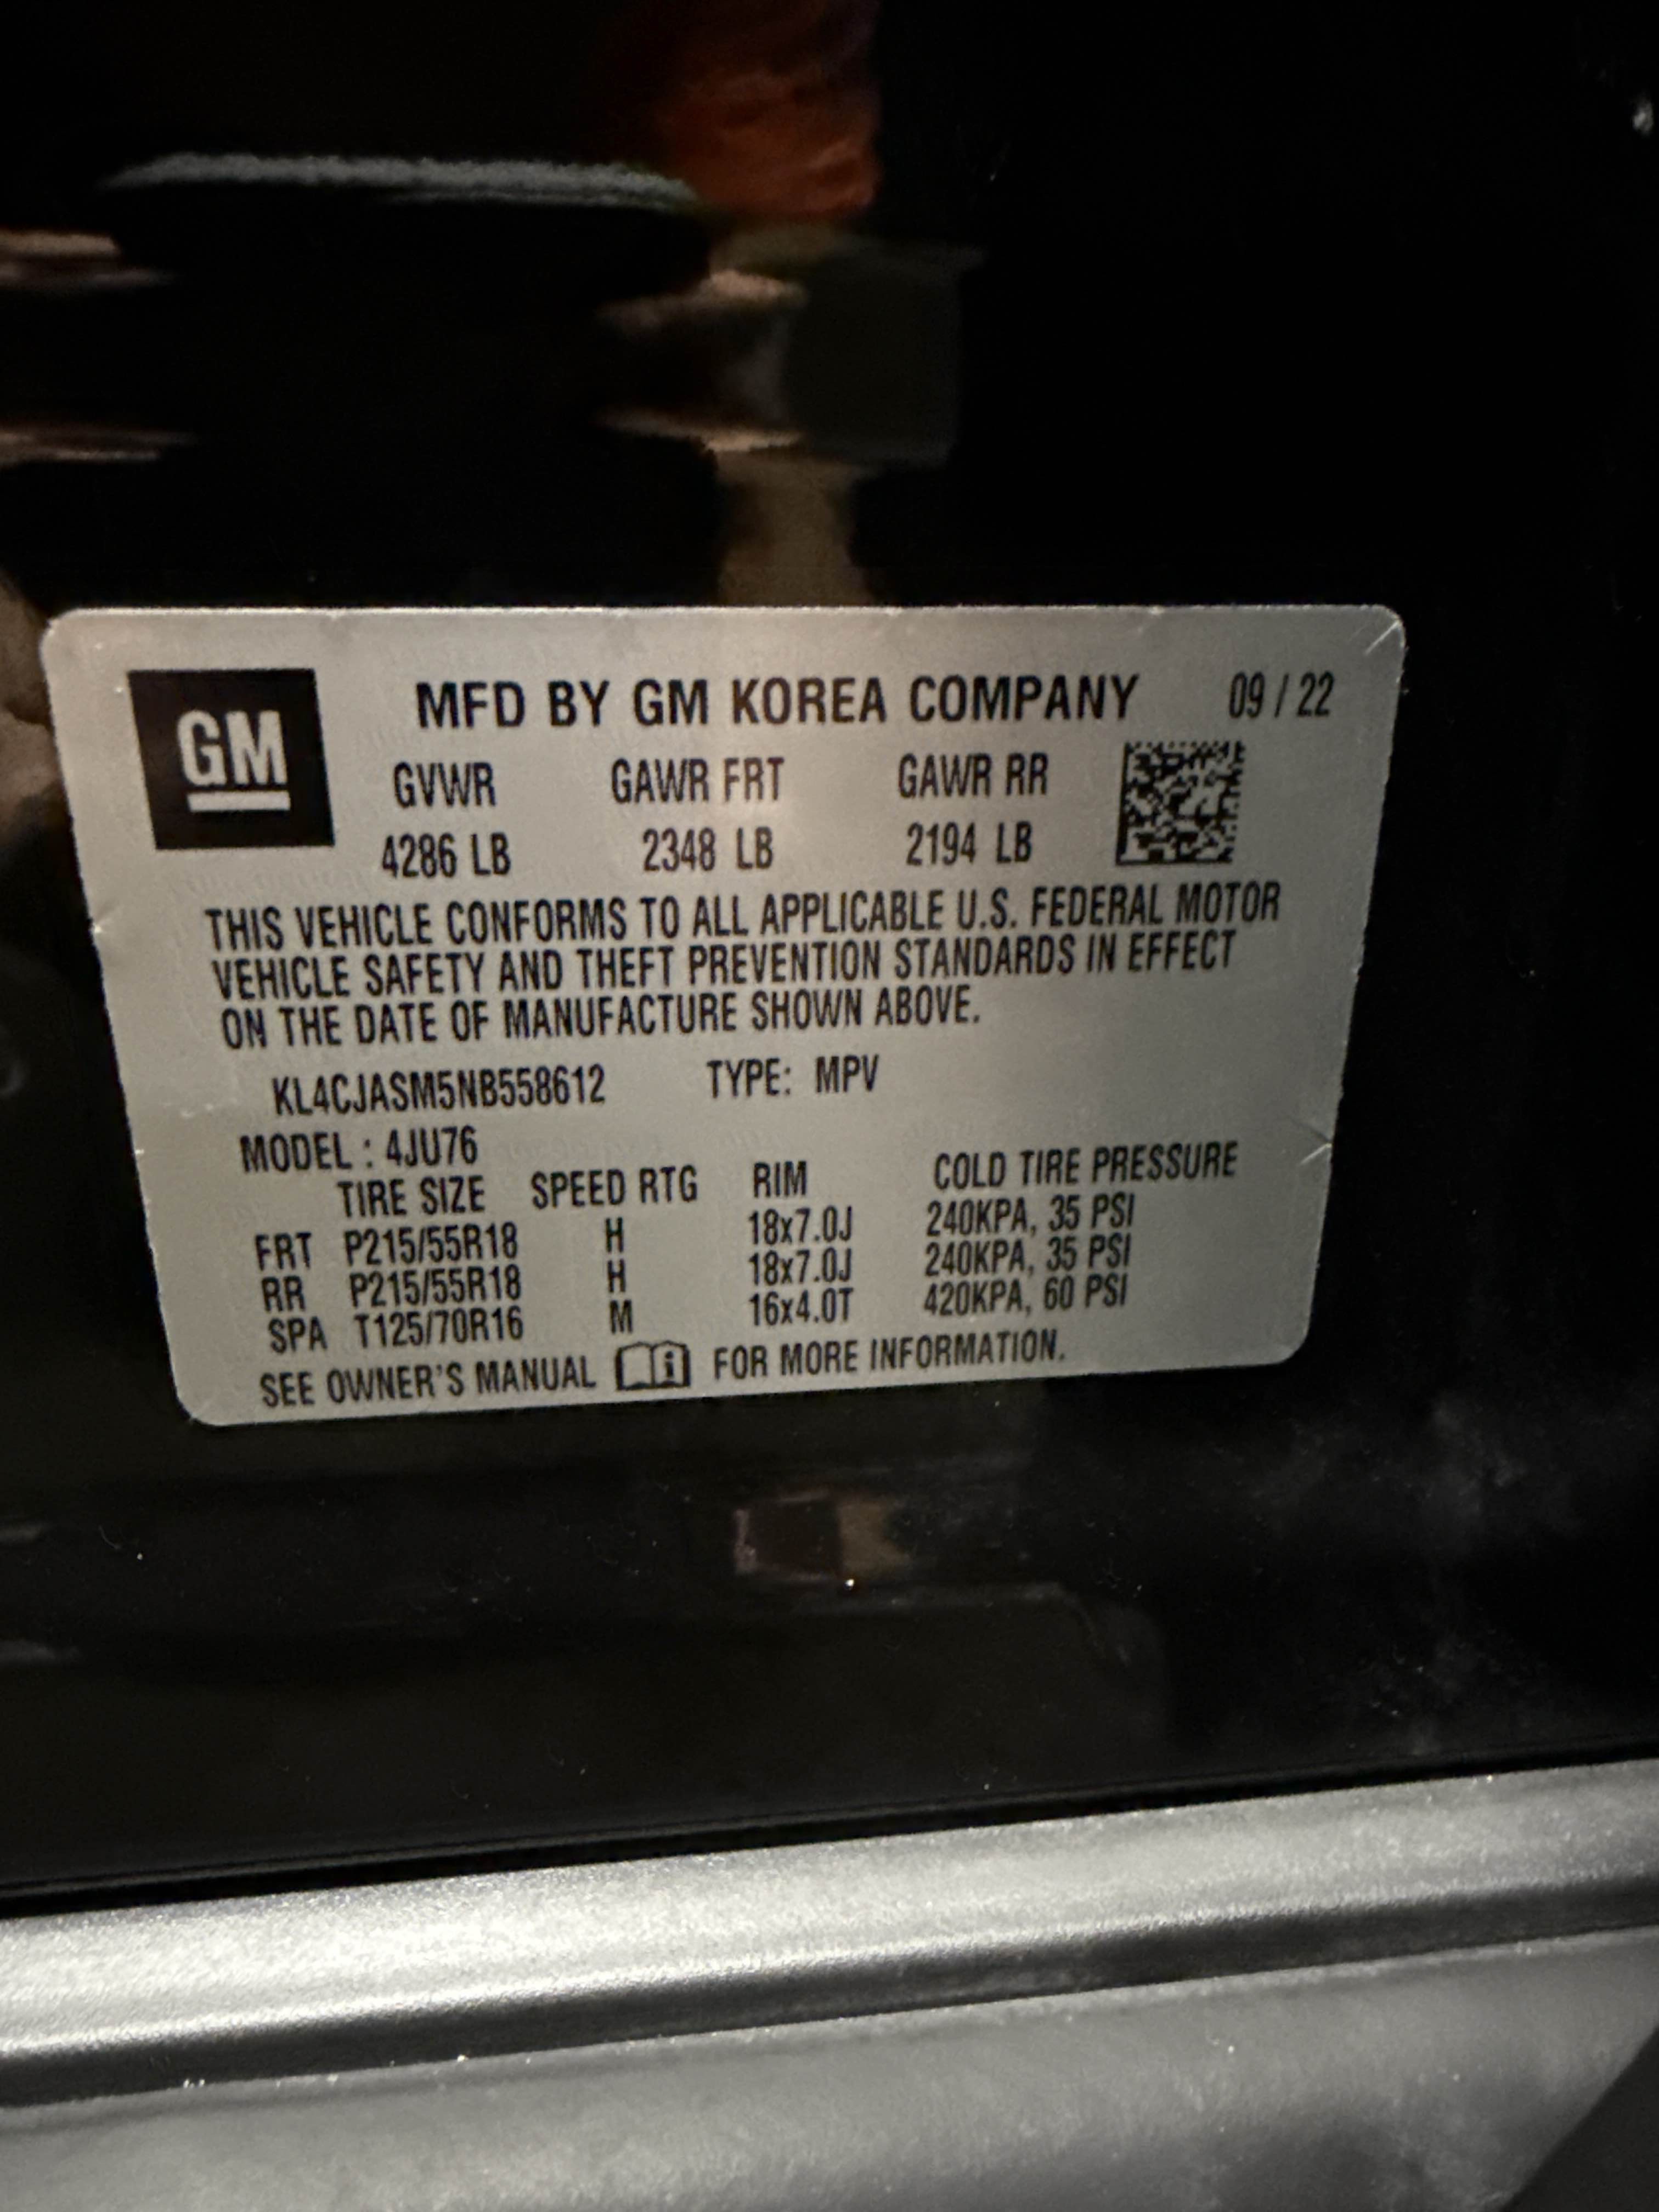 GM
MFD BY GM KOREA COMPANY 09 / 22
GVWR GAWR FRT GAWR RR
4286 LB 2348 LB 2194 LB
THIS VEHICLE CONFORMS TO ALL APPLICABLE U.S. FEDERAL MOTOR
VEHICLE SAFETY AND THEFT PREVENTION STANDARDS IN EFFECT
ON THE DATE OF MANUFACTURE SHOWN ABOVE.
KL4CJASM5NB558612 TYPE: MPV
MODEL : 4JU76
TIRE SIZE SPEED RTG RIM COLD TIRE PRESSURE
FRT P215/55R18 H 18x7.0J 240KPA, 35 PSI
RR P215/55R18 H 18x7.0J 240KPA, 35 PSI
SPA T125/70R16 M 16x4.0T 420KPA, 60 PSI
SEE OWNER'S MANUAL i FOR MORE INFORMATION.